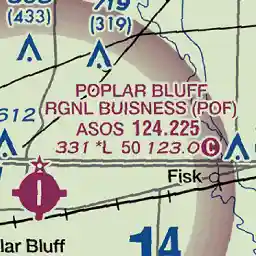 719
(433)
(319)
POPLAR BLUFF
RGNL BUISNESS (POF)
ASOS 124.225
331 *L 50 123.0 C
612
Fisk
lar Bluff
14